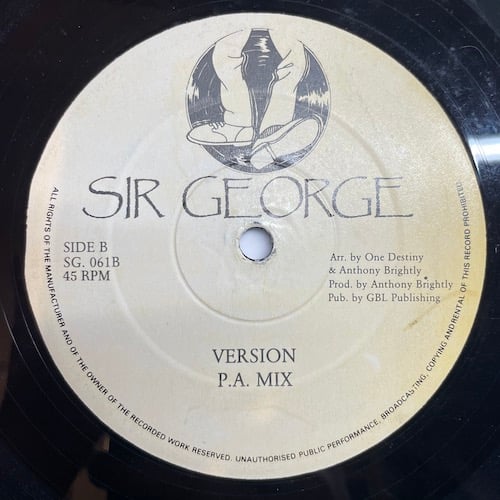 SIR GEORGE
SIDE B
SG. 061B
45 RPM
Arr. by One Destiny
& Anthony Brightly
Prod. by Anthony Brightly
Pub. by GBL Publishing
VERSION
P.A. MIX
ALL RIGHTS OF THE MANUFACTURER AND OF THE OWNER OF THE RECORDED WORK RESERVED. UNAUTHORISED PUBLIC PERFORMANCE, BROADCASTING, COPYING AND RENTAL OF THIS RECORD PROHIBITED